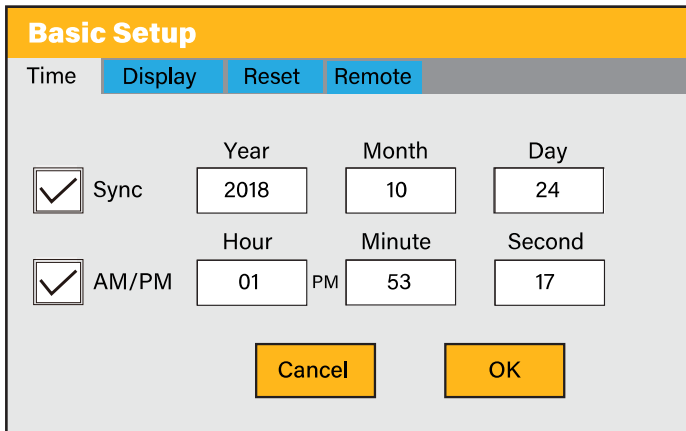 Basic Setup
Time Display Reset Remote
Year Month Day
Sync 2018 10 24
Hour Minute Second
AM/PM 01 PM 53 17
Cancel OK